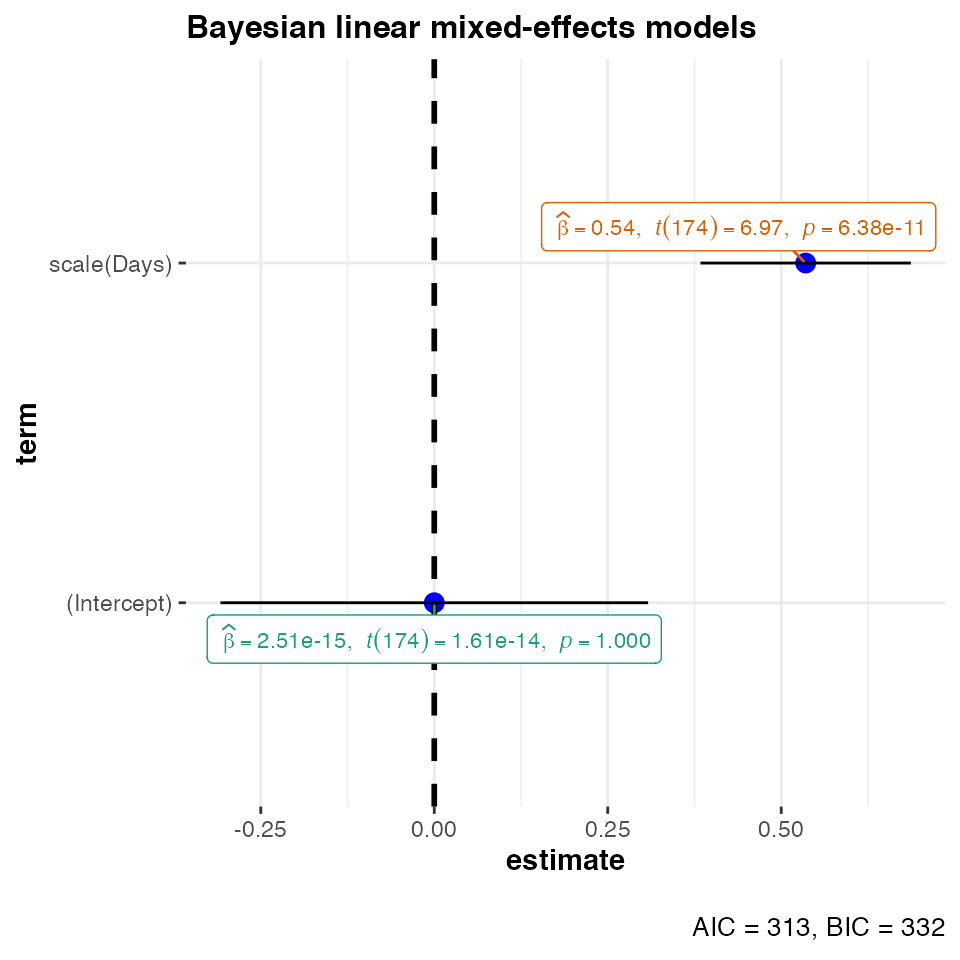 Bayesian linear mixed-effects models
β̂ = 0.54, t(174) = 6.97, p = 6.38e-11
scale(Days)
term
(Intercept)
β̂ = 2.51e-15, t(174) = 1.61e-14, p = 1.000
-0.25 0.00 0.25 0.50
estimate
AIC = 313, BIC = 332